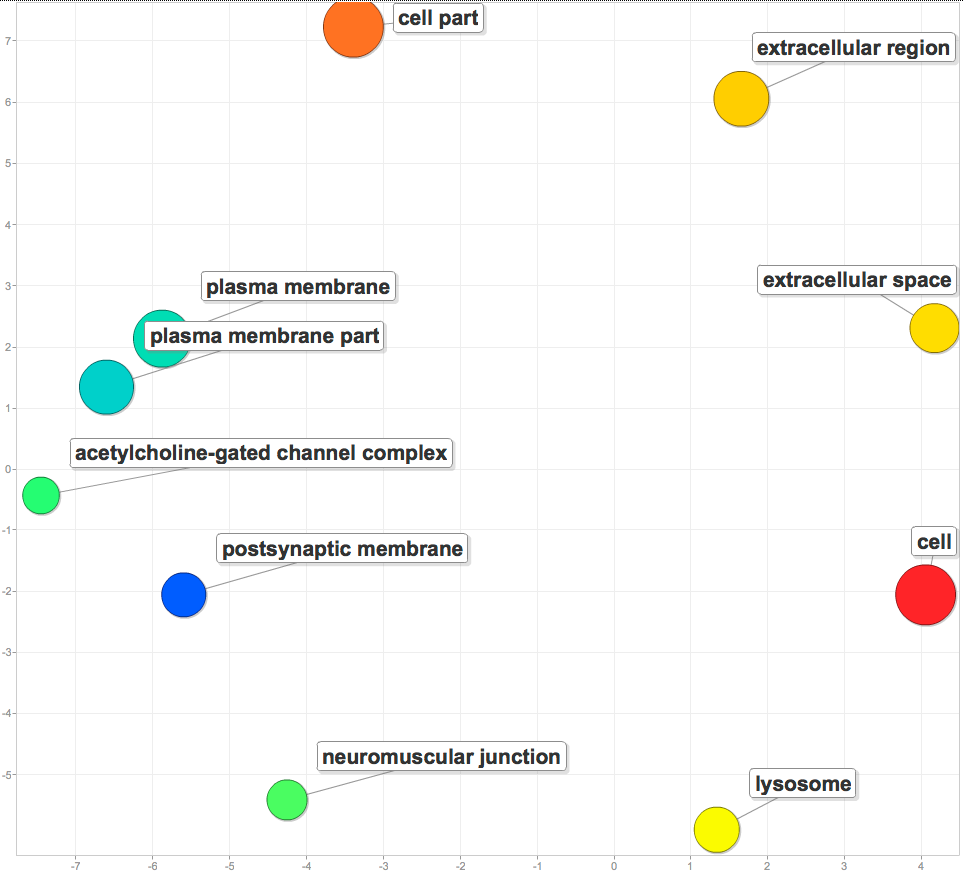 cell part
extracellular region
plasma membrane
extracellular space
plasma membrane part
acetylcholine-gated channel complex
postsynaptic membrane
cell
neuromuscular junction
lysosome
7
6
5
4
3
2
1
0
-1
-2
-3
-4
-5
-7 -6 -5 -4 -3 -2 -1 0 1 2 3 4